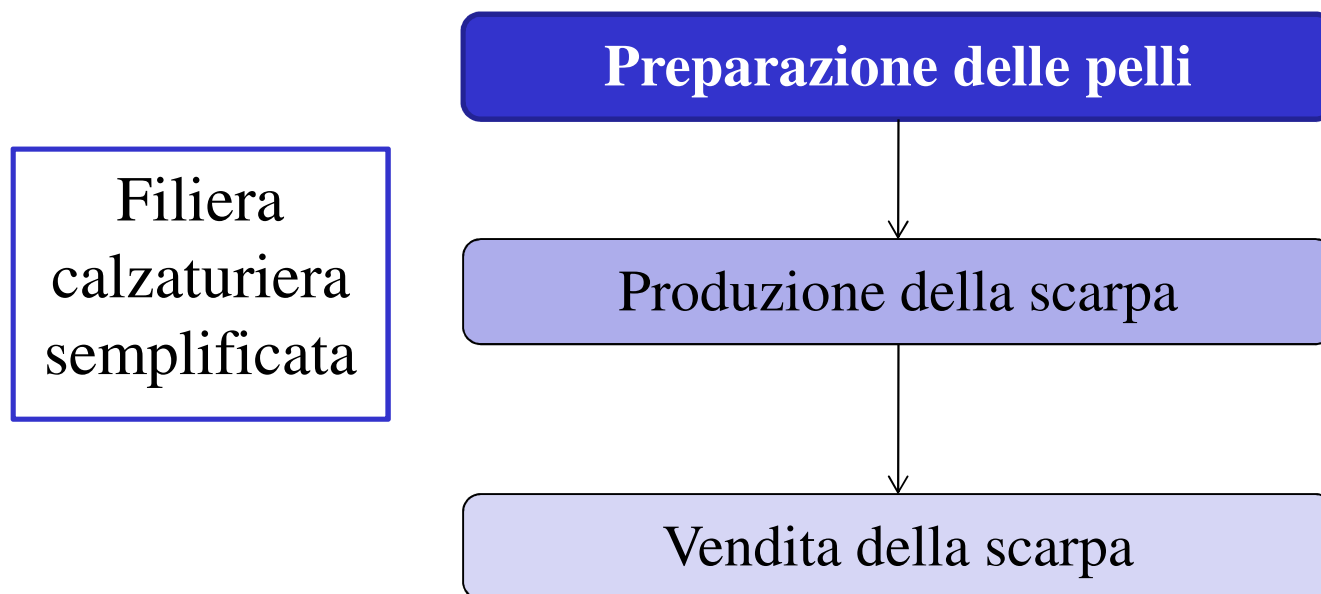 Preparazione delle pelli
Filiera
calzaturiera
semplificata
Produzione della scarpa
Vendita della scarpa